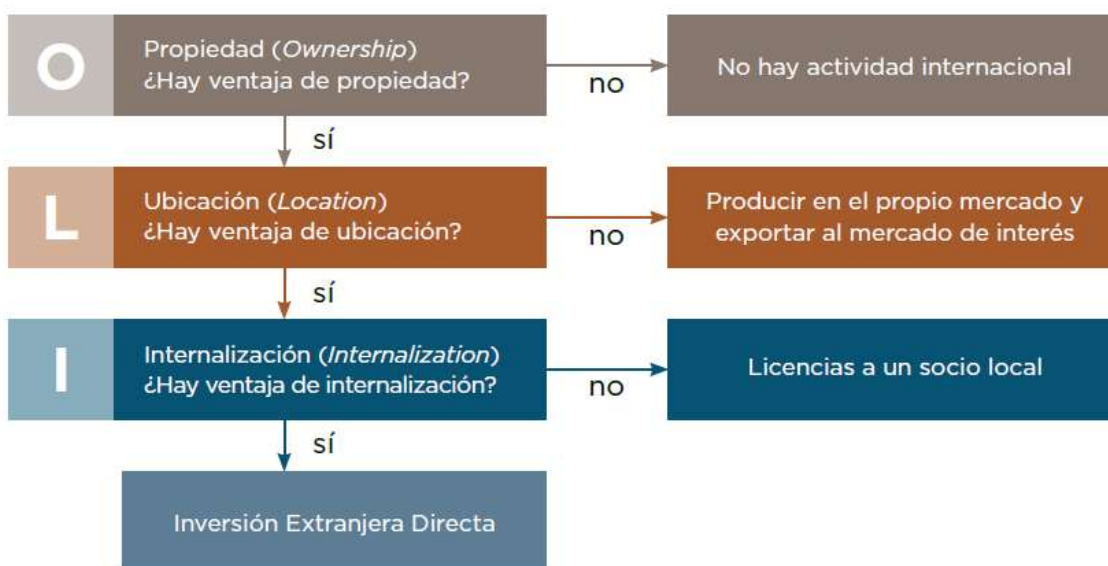 O
Propiedad (Ownership)
¿Hay ventaja de propiedad?
no
No hay actividad internacional
sí
L
Ubicación (Location)
¿Hay ventaja de ubicación?
no
Producir en el propio mercado y
exportar al mercado de interés
sí
I
Internalización (Internalization)
¿Hay ventaja de internalización?
no
Licencias a un socio local
sí
Inversión Extranjera Directa